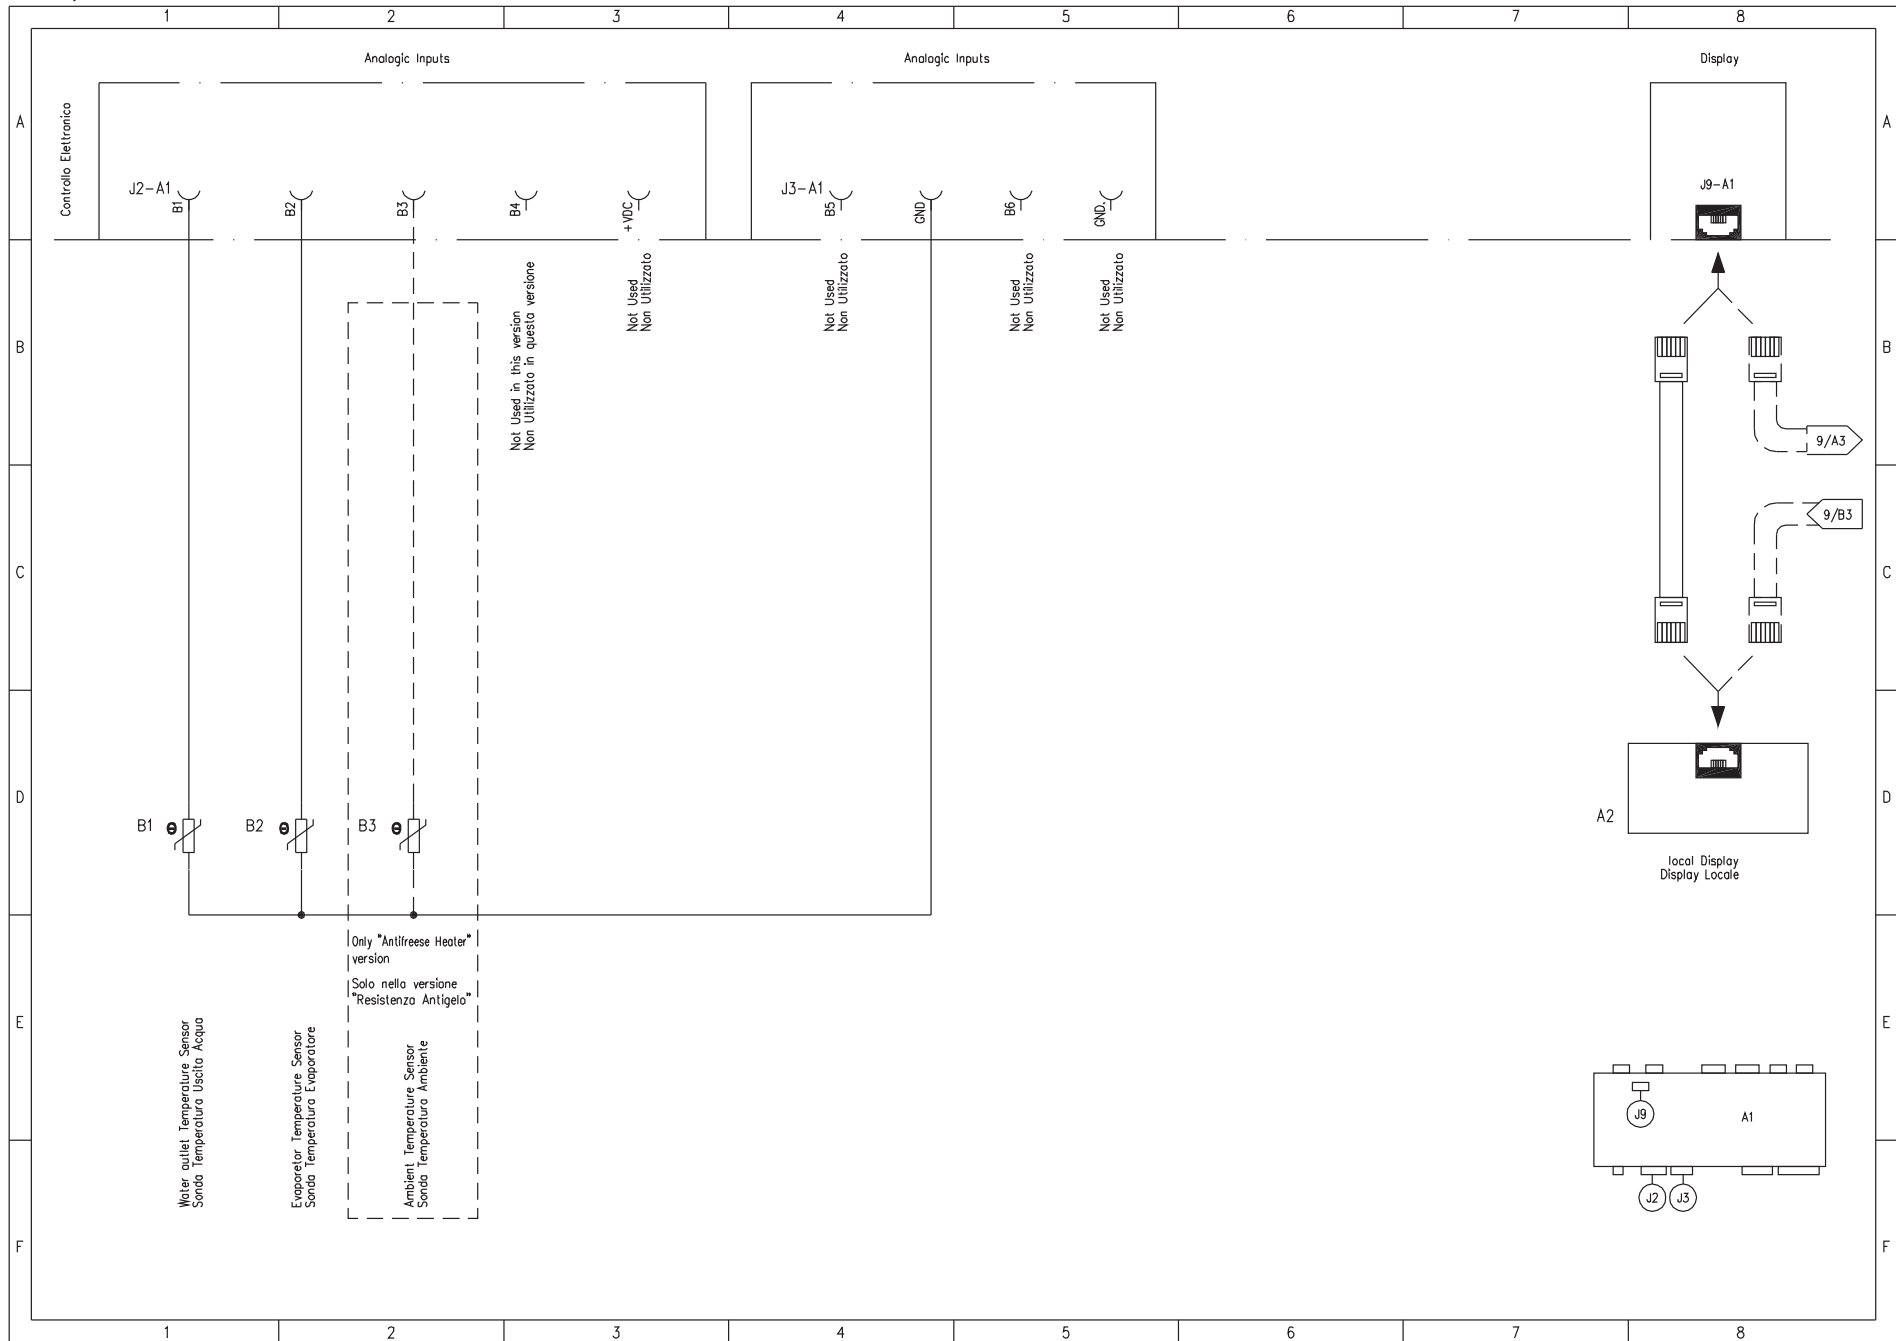 1 2 3 4 5 6 7 8
Analogic Inputs
Analogic Inputs
Display
A
A
Controllo Elettronico
J2-A1
B1
B2
B3
B4
+VDC
J3-A1
B5
GND
B6
GND.
J9-A1
Not Used in this version
Non Utilizzato in questa versione
Not Used
Non Utilizzato
Not Used
Non Utilizzato
Not Used
Non Utilizzato
Not Used
Non Utilizzato
B
B
9/A3
9/B3
C
C
D
D
B1 θ
B2 θ
B3 θ
A2
local Display
Display Locale
Only "Antifreese Heater"
version
Solo nella versione
"Resistenza Antigelo"
E
E
Water outlet Temperature Sensor
Sonda Temperatura Uscita Acqua
Evaporetor Temperature Sensor
Sonda Temperatura Evaporatore
Ambient Temperature Sensor
Sonda Temperatura Ambiente
J9
A1
J2
J3
F
F
1 2 3 4 5 6 7 8